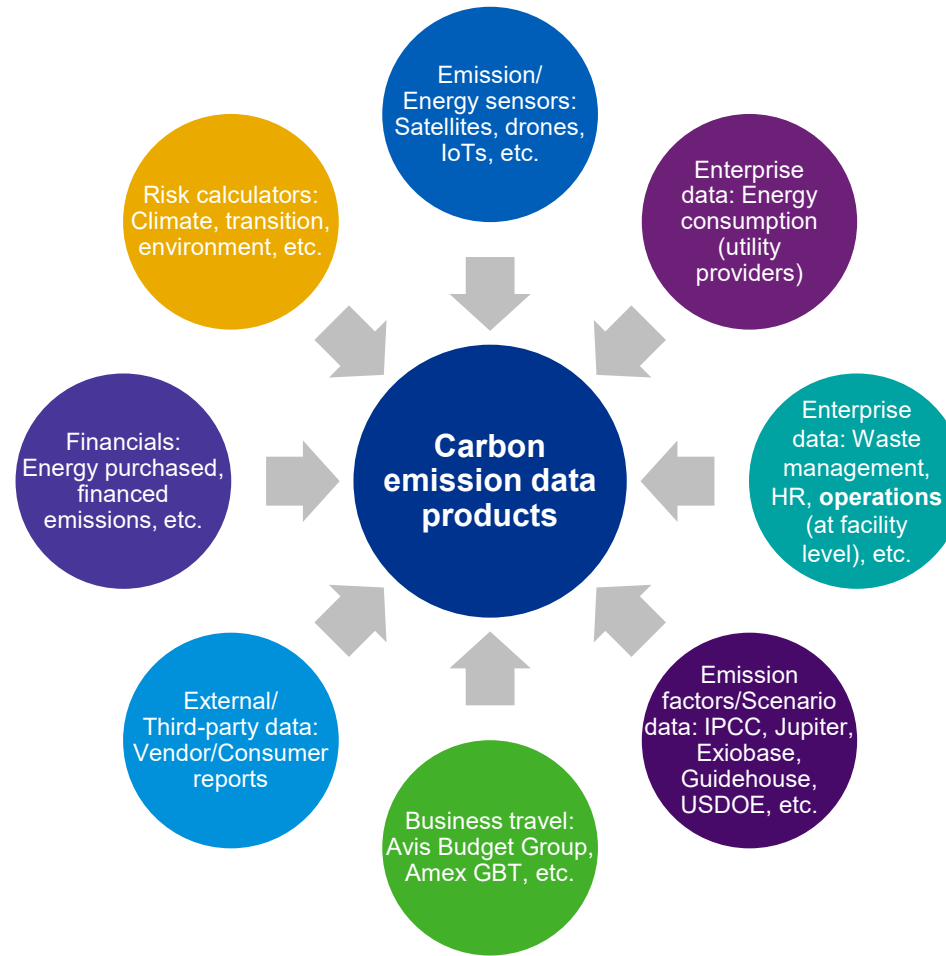 Emission/
Energy sensors:
Satellites, drones,
IoTs, etc.
Enterprise
data: Energy
consumption
(utility
providers)
Enterprise
data: Waste
management,
HR, operations
(at facility
level), etc.
Emission
factors/Scenario
data: IPCC, Jupiter,
Exiobase,
Guidehouse,
USDOE, etc.
Business travel:
Avis Budget Group,
Amex GBT, etc.
External/
Third-party data:
Vendor/Consumer
reports
Financials:
Energy purchased,
financed
emissions, etc.
Risk calculators:
Climate, transition,
environment, etc.
Carbon
emission data
products